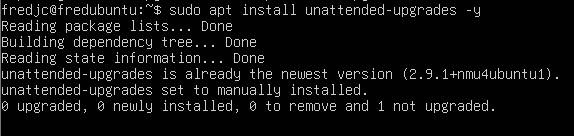 fredjc@fredubuntu:~$ sudo apt install unattended-upgrades -y
Reading package lists... Done
Building dependency tree... Done
Reading state information... Done
unattended-upgrades is already the newest version (2.9.1+nmu4ubuntu1).
unattended-upgrades set to manually installed.
0 upgraded, 0 newly installed, 0 to remove and 1 not upgraded.